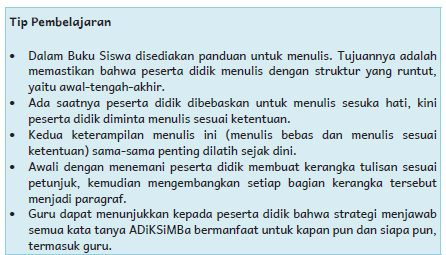 Tip Pembelajaran
• Dalam Buku Siswa disediakan panduan untuk menulis. Tujuannya adalah
memastikan bahwa peserta didik menulis dengan struktur yang runtut,
yaitu awal-tengah-akhir.
• Ada saatnya peserta didik dibebaskan untuk menulis sesuka hati, kini
peserta didik diminta menulis sesuai ketentuan.
• Kedua keterampilan menulis ini (menulis bebas dan menulis sesuai
ketentuan) sama-sama penting dilatih sejak dini.
• Awali dengan menemani peserta didik membuat kerangka tulisan sesuai
petunjuk, kemudian mengembangkan setiap bagian kerangka tersebut
menjadi paragraf.
• Guru dapat menunjukkan kepada peserta didik bahwa strategi menjawab
semua kata tanya ADiKSiMBa bermanfaat untuk kapan pun dan siapa pun,
termasuk guru.